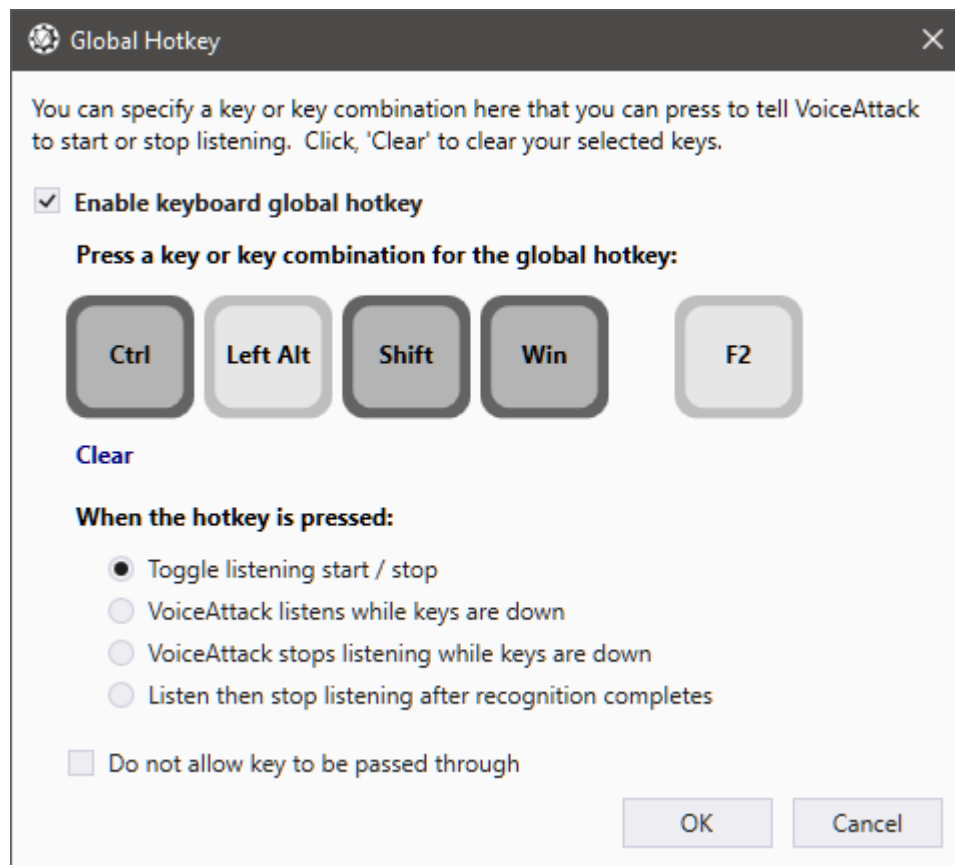 Global Hotkey
You can specify a key or key combination here that you can press to tell VoiceAttack
to start or stop listening.  Click, 'Clear' to clear your selected keys.
Enable keyboard global hotkey
Press a key or key combination for the global hotkey:
Ctrl Left Alt Shift Win F2
Clear
When the hotkey is pressed:
Toggle listening start / stop
VoiceAttack listens while keys are down
VoiceAttack stops listening while keys are down
Listen then stop listening after recognition completes
Do not allow key to be passed through
OK Cancel